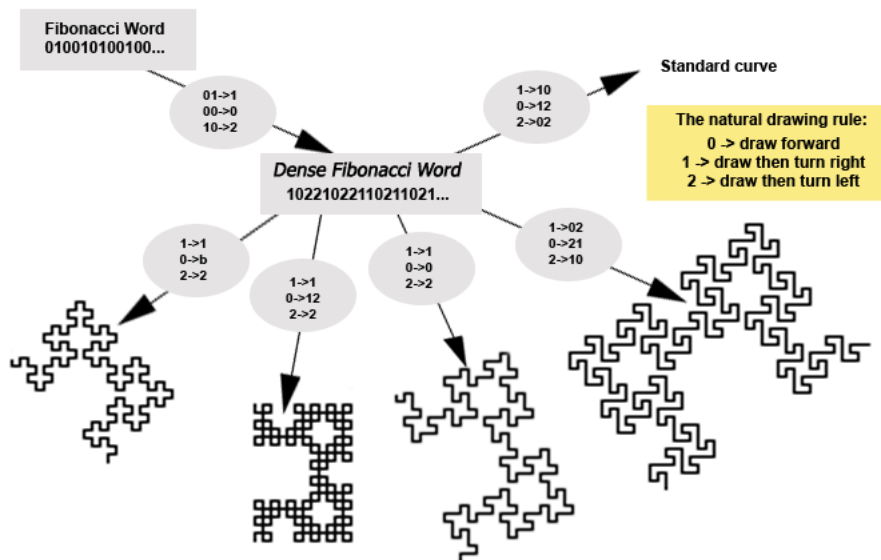 Fibonacci Word
010010100100...
01->1
00->0
10->2
1->10
0->12
2->02
Standard curve
The natural drawing rule:
0 -> draw forward
1 -> draw then turn right
2 -> draw then turn left
Dense Fibonacci Word
10221022110211021...
1->1
0->b
2->2
1->1
0->12
2->2
1->1
0->0
2->2
1->02
0->21
2->10